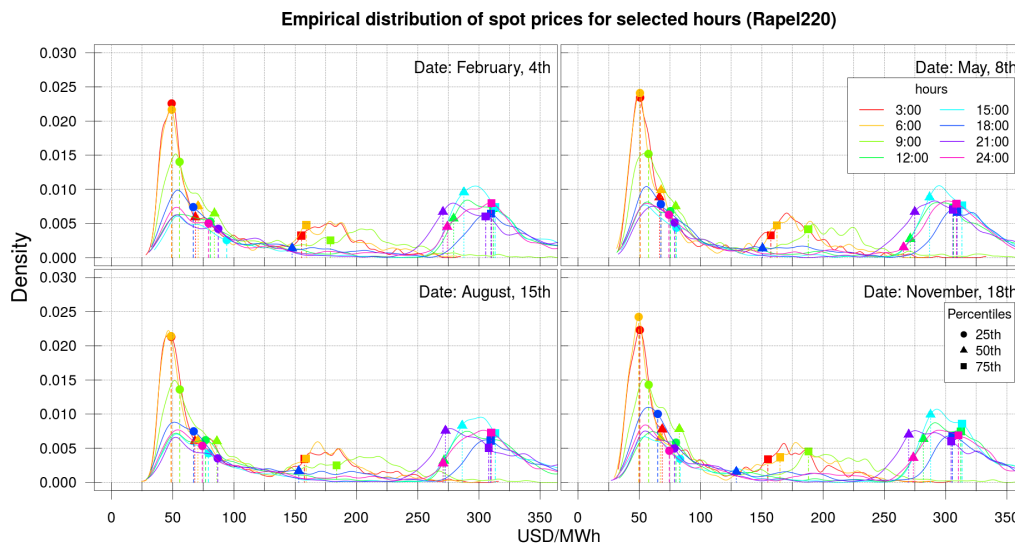 Empirical distribution of spot prices for selected hours (Rapel220)
Density
0.030
0.025
0.020
0.015
0.010
0.005
0.000
Date: February, 4th
Date: May, 8th
hours
3:00
6:00
9:00
12:00
15:00
18:00
21:00
24:00
0.030
0.025
0.020
0.015
0.010
0.005
0.000
Date: August, 15th
Date: November, 18th
Percentiles
25th
50th
75th
0 50 100 150 200 250 300 350
0 50 100 150 200 250 300 350
USD/MWh